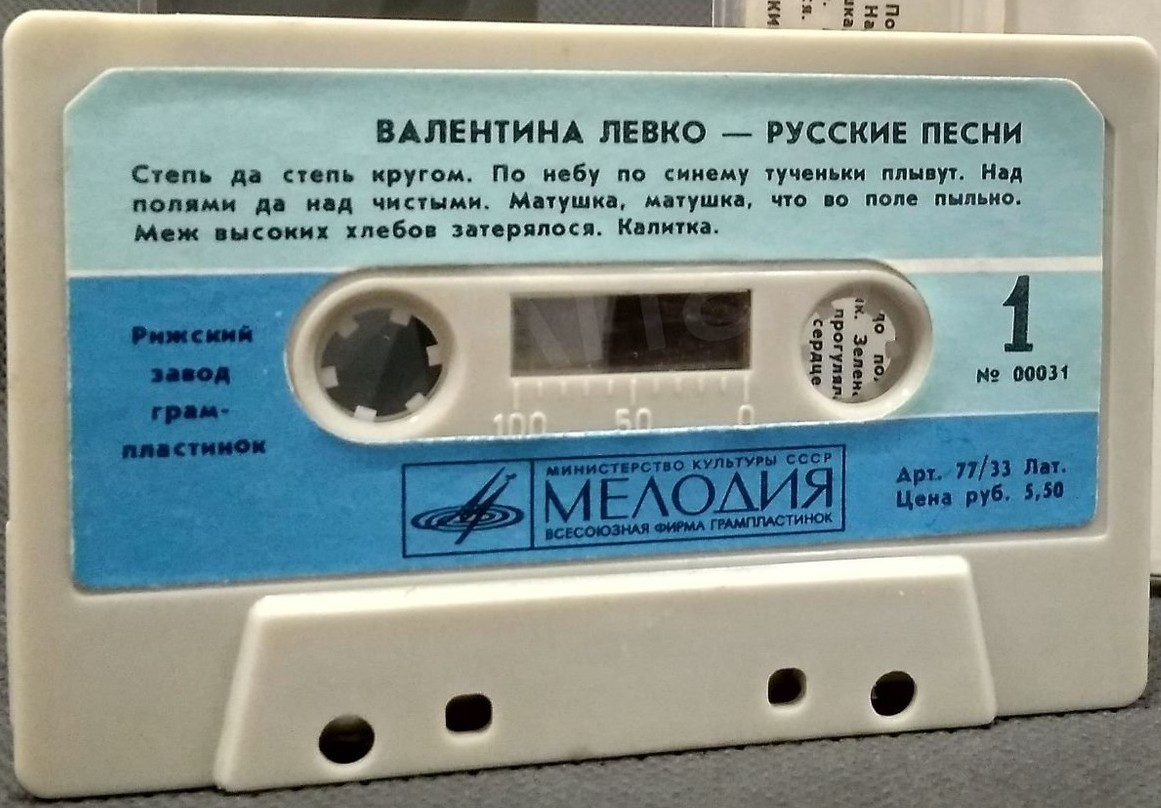 ВАЛЕНТИНА ЛЕВКО — РУССКИЕ ПЕСНИ
Степь да степь кругом. По небу по синему тученьки плывут. Над
полями да над чистыми. Матушка, матушка, что во поле пыльно.
Меж высоких хлебов затерялося. Калитка.
Рижский
завод
грам-
пластинок
1
№ 00031
100 50 0
МИНИСТЕРСТВО КУЛЬТУРЫ СССР
МЕЛОДИЯ
ВСЕСОЮЗНАЯ ФИРМА ГРАМПЛАСТИНОК
Арт. 77/33 Лат.
Цена руб. 5,50
сердце